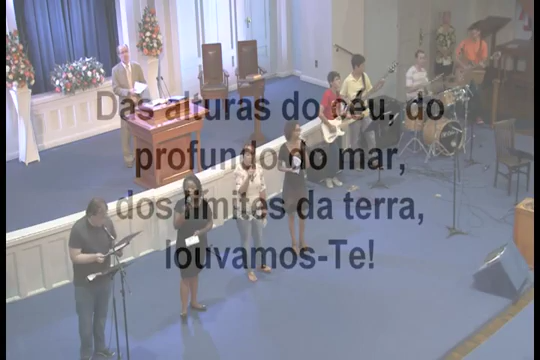 Das alturas do céu, do
profundo do mar,
dos limites da terra,
louvamos-Te!